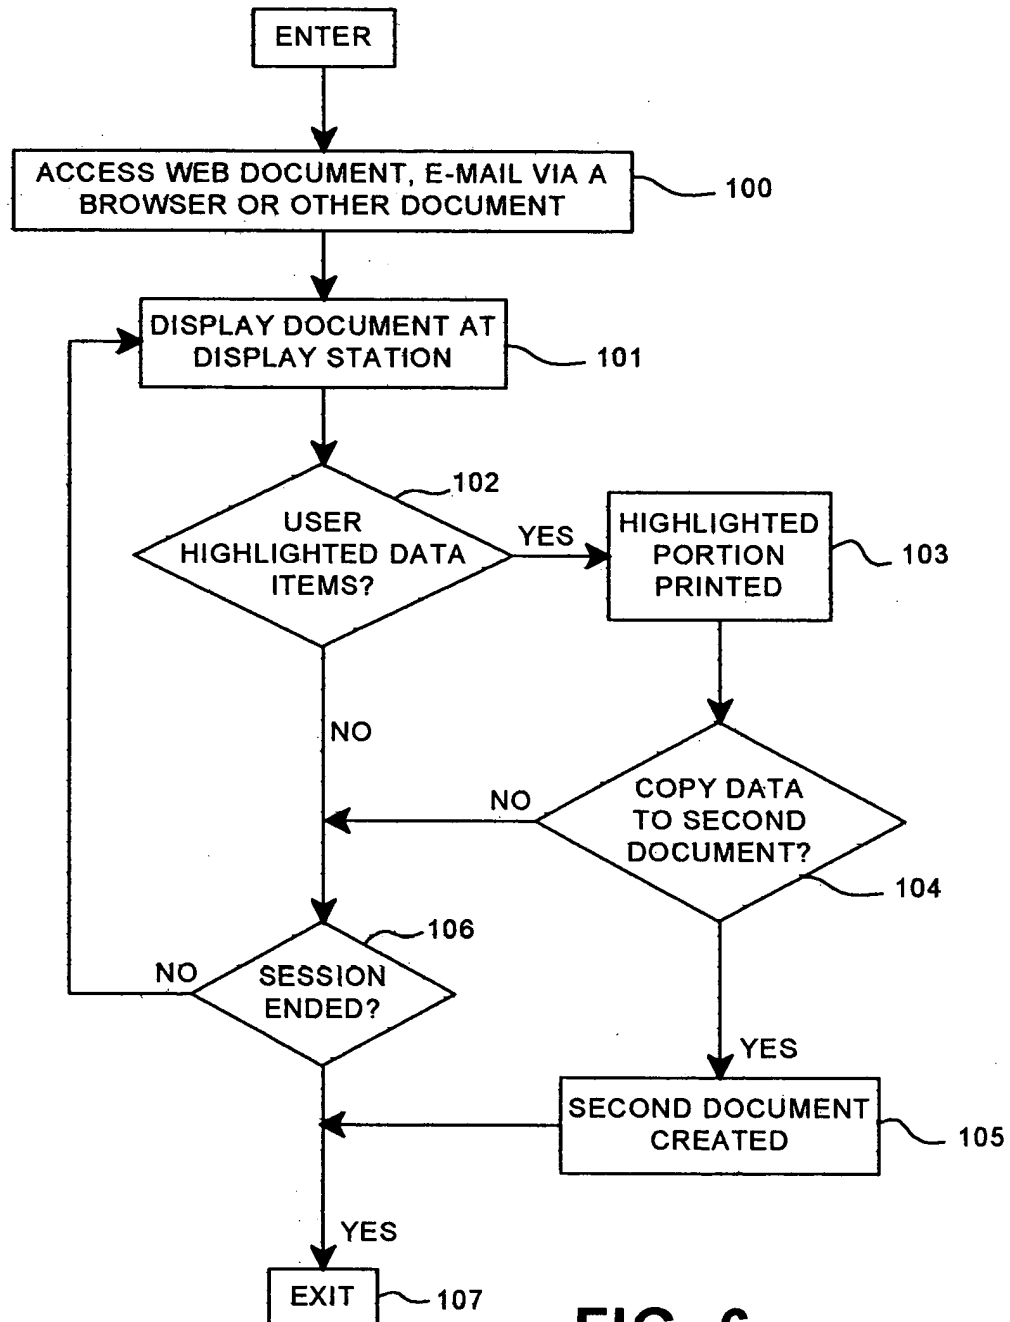 ENTER
ACCESS WEB DOCUMENT, E-MAIL VIA A
BROWSER OR OTHER DOCUMENT
100
DISPLAY DOCUMENT AT
DISPLAY STATION
101
102
USER
HIGHLIGHTED DATA
ITEMS?
YES
HIGHLIGHTED
PORTION
PRINTED
103
NO
COPY DATA
TO SECOND
DOCUMENT?
NO
104
106
SESSION
ENDED?
NO
YES
SECOND DOCUMENT
CREATED
105
YES
EXIT
107
FIG. 6